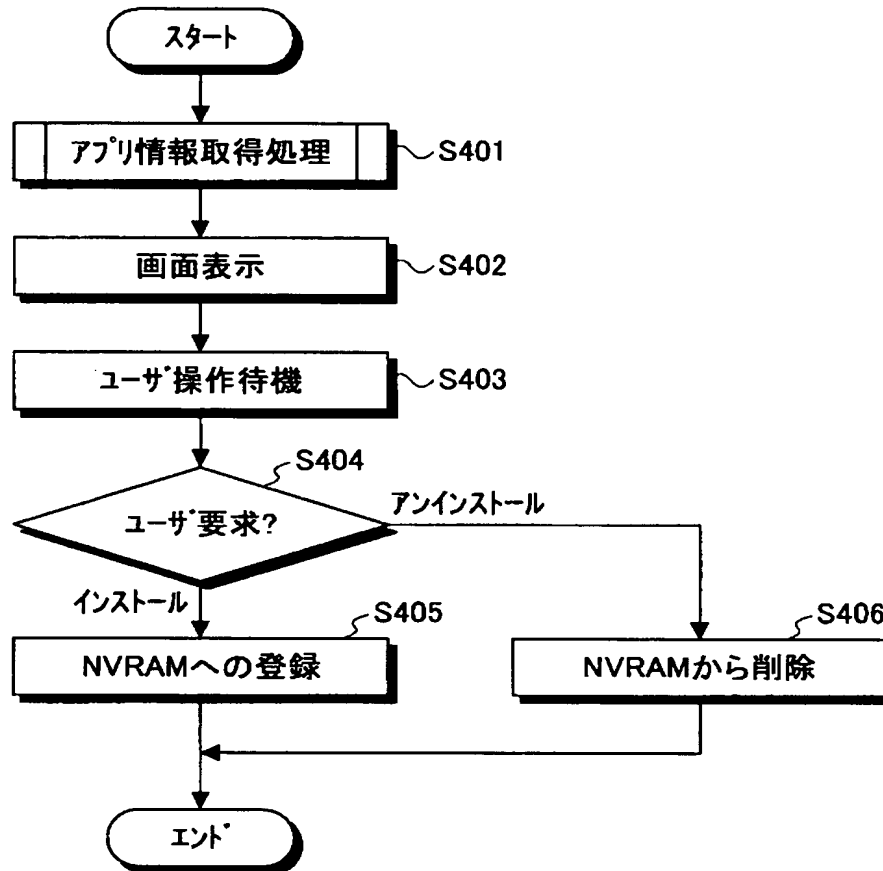 スタート
アプリ情報取得処理
S401
画面表示
S402
ユーザ操作待機
S403
S404
ユーザ要求?
アンインストール
インストール
S405
S406
NVRAMへの登録
NVRAMから削除
エンド